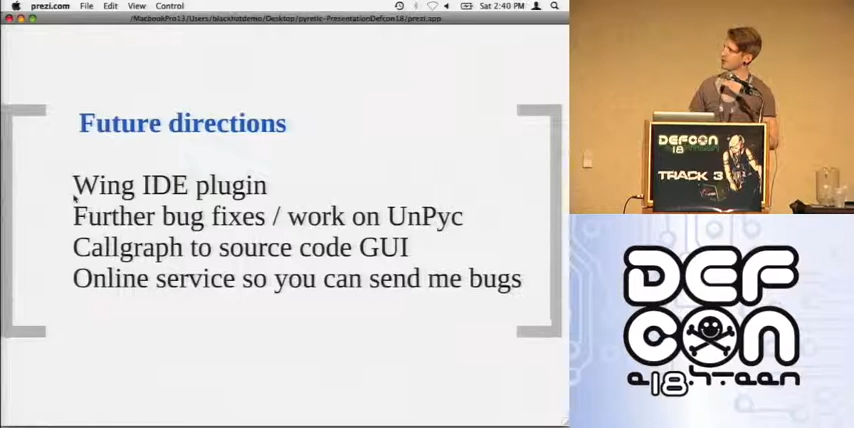 prezi.com File Edit View Control
Sat 2:40 PM
/MacbookPro13/Users/blackhatdemo/Desktop/pyretic-PresentationDefcon18/prezi.app
Future directions
Wing IDE plugin
Further bug fixes / work on UnPyc
Callgraph to source code GUI
Online service so you can send me bugs
DEFCON
18
TRACK 3
DEF
CON
e18hteen